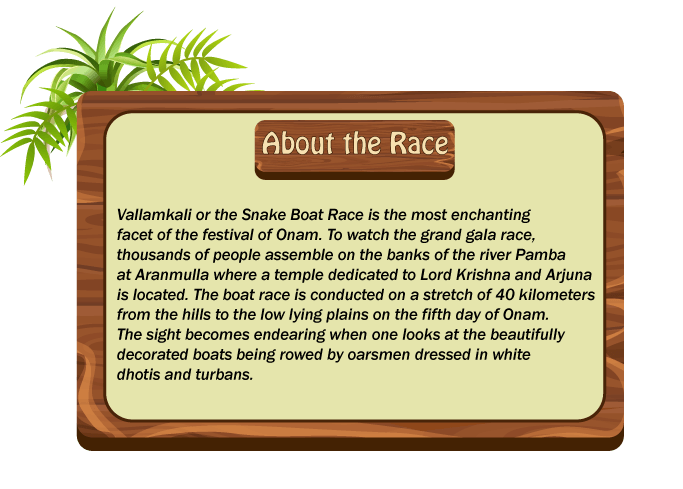 About the Race
Vallamkali or the Snake Boat Race is the most enchanting
facet of the festival of Onam. To watch the grand gala race,
thousands of people assemble on the banks of the river Pamba
at Aranmulla where a temple dedicated to Lord Krishna and Arjuna
is located. The boat race is conducted on a stretch of 40 kilometers
from the hills to the low lying plains on the fifth day of Onam.
The sight becomes endearing when one looks at the beautifully
decorated boats being rowed by oarsmen dressed in white
dhotis and turbans.